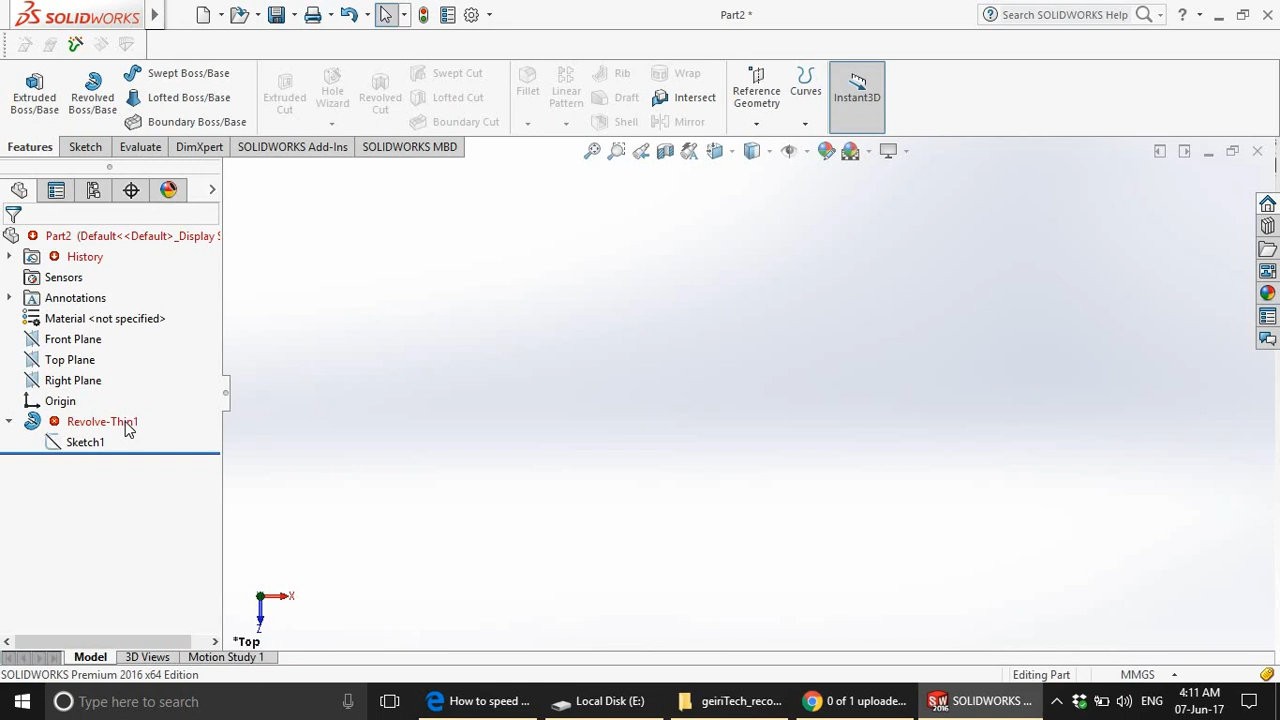 SOLIDWORKS
Part2 *
Search SOLIDWORKS Help
Extruded Boss/Base
Revolved Boss/Base
Swept Boss/Base
Lofted Boss/Base
Boundary Boss/Base
Extruded Cut
Hole Wizard
Revolved Cut
Swept Cut
Lofted Cut
Boundary Cut
Fillet
Linear Pattern
Rib
Draft
Shell
Wrap
Intersect
Mirror
Reference Geometry
Curves
Instant3D
Features
Sketch
Evaluate
DimXpert
SOLIDWORKS Add-Ins
SOLIDWORKS MBD
Part2 (Default<<Default>_Display S
History
Sensors
Annotations
Material <not specified>
Front Plane
Top Plane
Right Plane
Origin
Revolve-Thin1
Sketch1
X
Z
*Top
Model
3D Views
Motion Study 1
SOLIDWORKS Premium 2016 x64 Edition
Editing Part
MMGS
Type here to search
How to speed ...
Local Disk (E:)
geiriTech_reco...
0 of 1 uploade...
SOLIDWORKS ...
ENG
4:11 AM
07-Jun-17